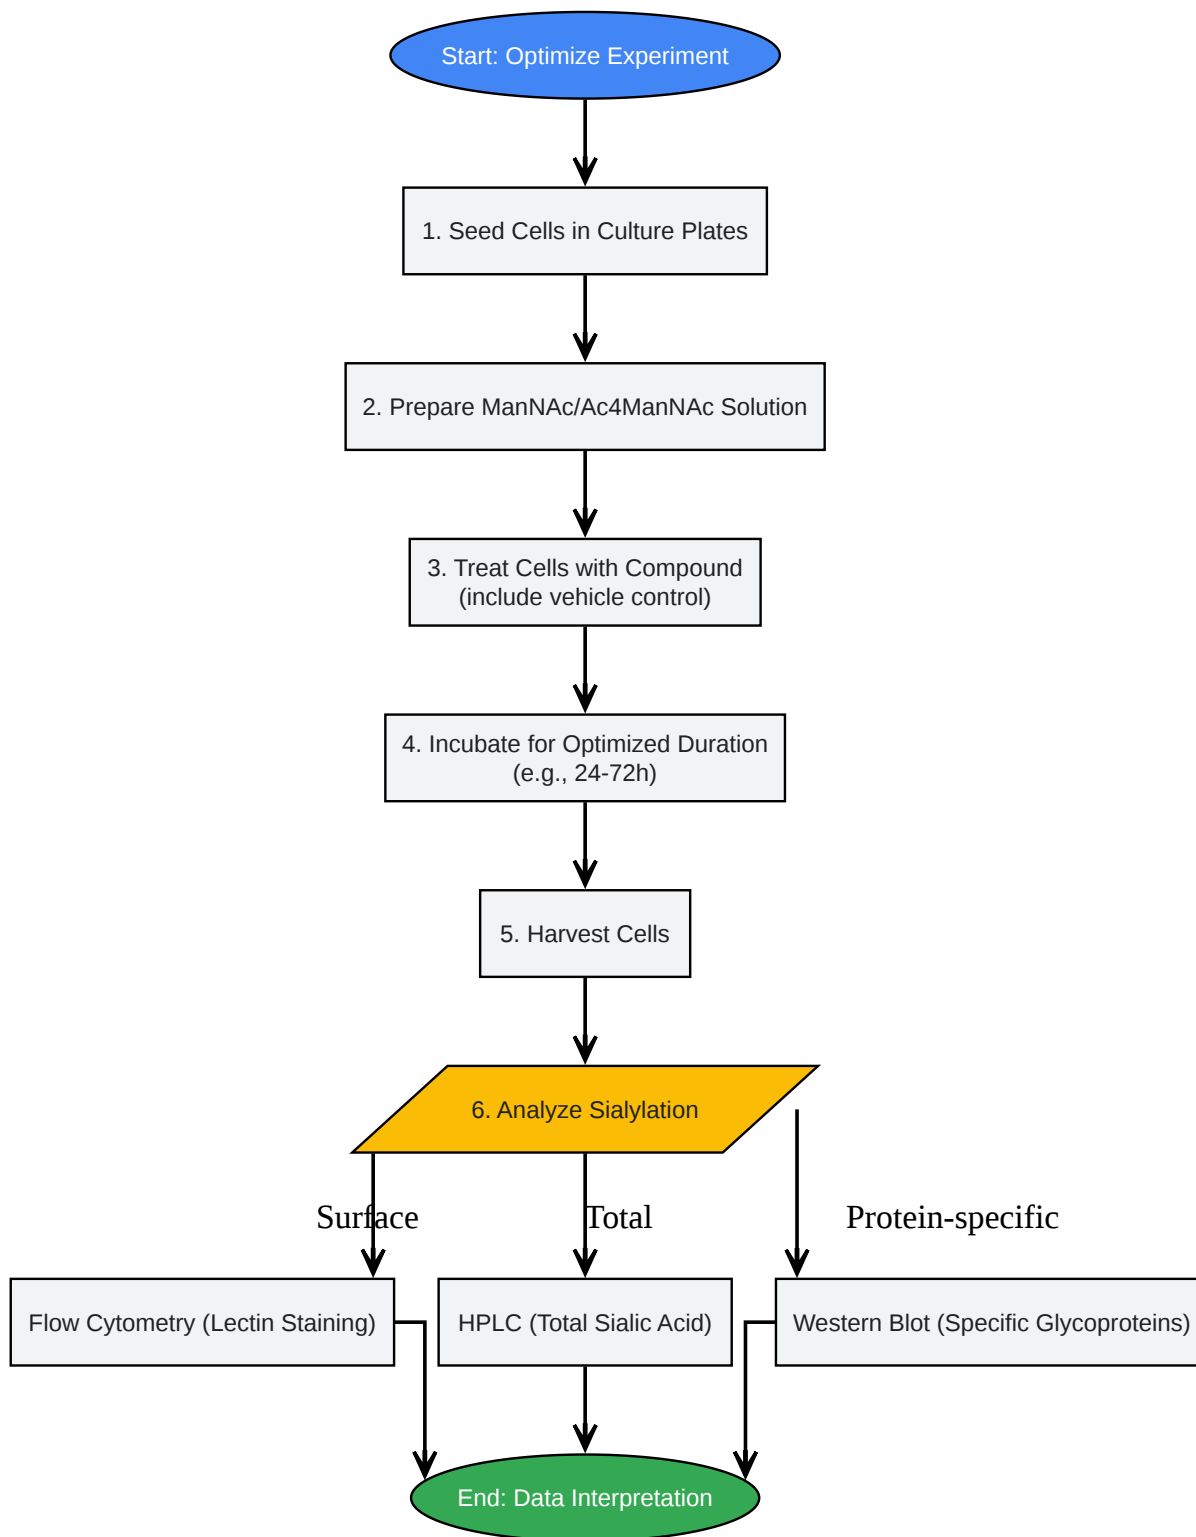 Start: Optimize Experiment
1. Seed Cells in Culture Plates
2. Prepare ManNAc/Ac4ManNAc Solution
3. Treat Cells with Compound
(include vehicle control)
4. Incubate for Optimized Duration
(e.g., 24-72h)
5. Harvest Cells
6. Analyze Sialylation
Surface
Total
Protein-specific
Flow Cytometry (Lectin Staining)
HPLC (Total Sialic Acid)
Western Blot (Specific Glycoproteins)
End: Data Interpretation